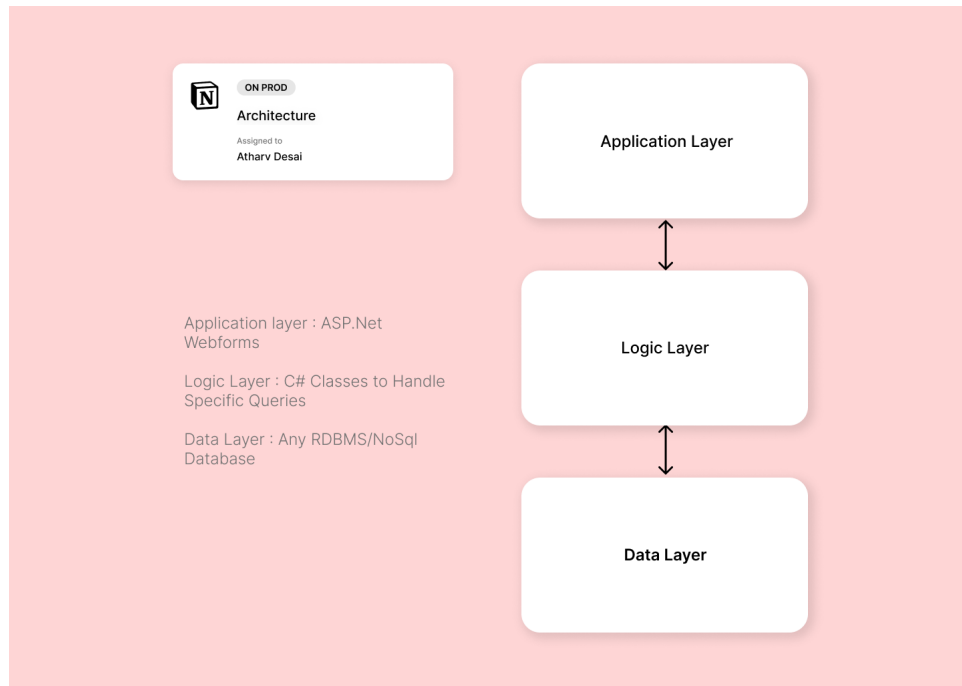 N
ON PROD
Architecture
Assigned to
Atharv Desai
Application layer : ASP.Net
Webforms
Logic Layer : C# Classes to Handle
Specific Queries
Data Layer : Any RDBMS/NoSql
Database
Application Layer
Logic Layer
Data Layer